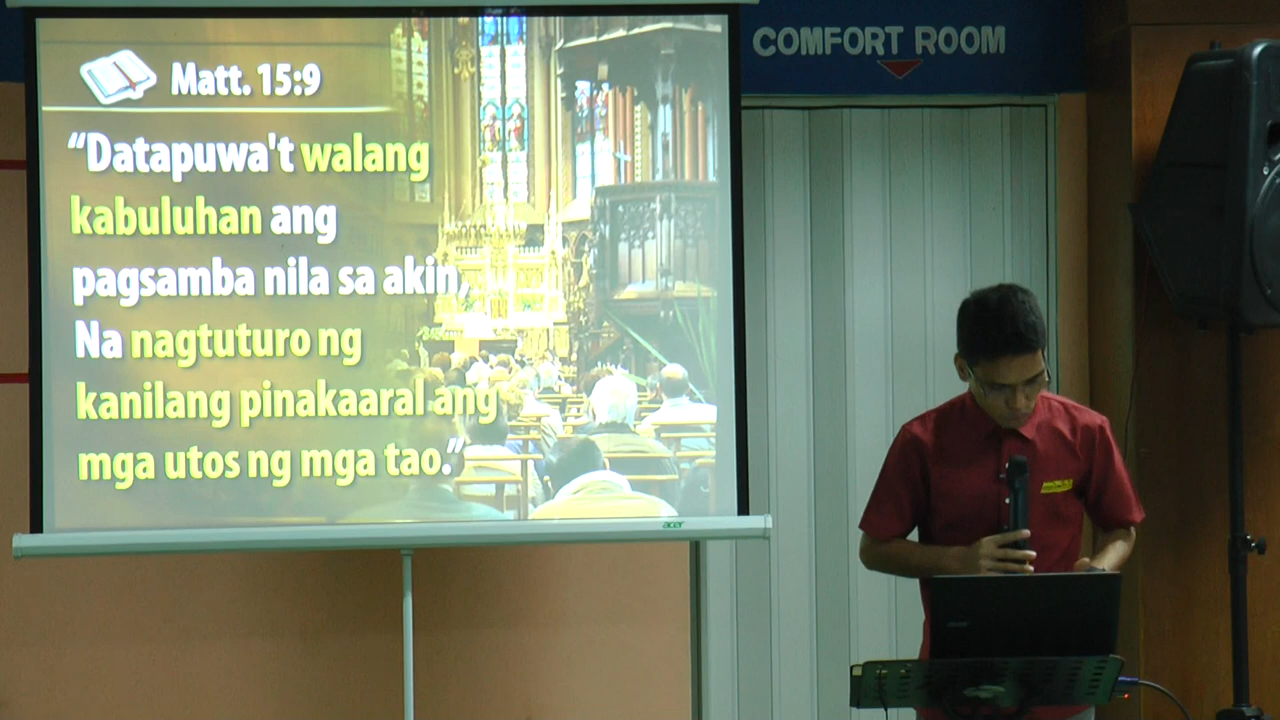 COMFORT ROOM
Matt. 15:9
“Datapuwa't walang
kabuluhan ang
pagsamba nila sa akin,
Na nagtuturo ng
kanilang pinakaaral ang
mga utos ng mga tao.”
acer